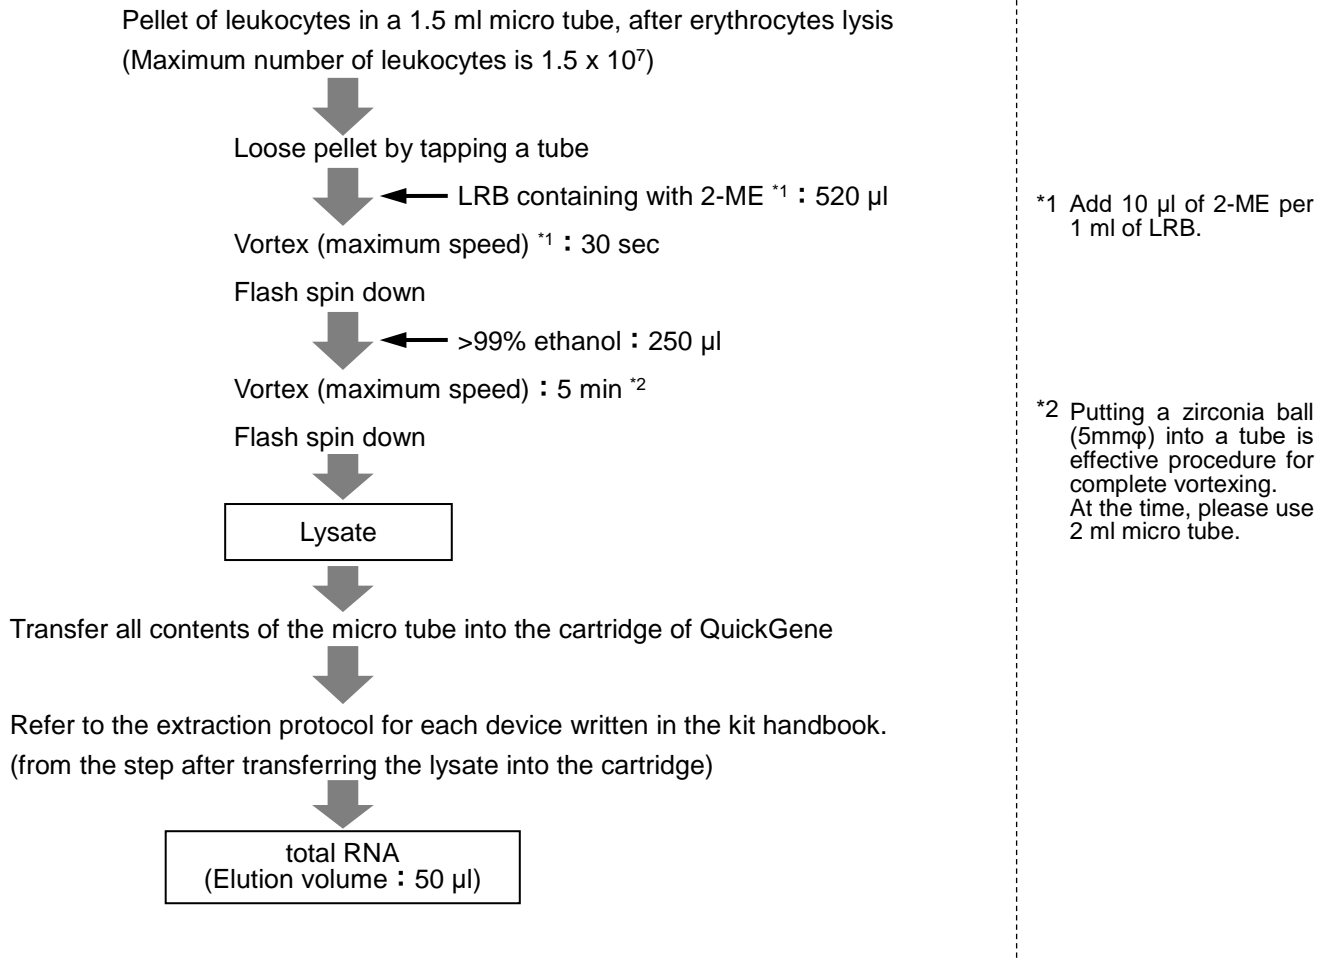 Pellet of leukocytes in a 1.5 ml micro tube, after erythrocytes lysis
(Maximum number of leukocytes is 1.5 x 10⁷)
Loose pellet by tapping a tube
LRB containing with 2-ME *1：520 µl
Vortex (maximum speed) *1：30 sec
Flash spin down
>99% ethanol：250 µl
Vortex (maximum speed)：5 min *2
Flash spin down
Lysate
Transfer all contents of the micro tube into the cartridge of QuickGene
Refer to the extraction protocol for each device written in the kit handbook.
(from the step after transferring the lysate into the cartridge)
total RNA
(Elution volume：50 µl)
*1 Add 10 µl of 2-ME per
1 ml of LRB.
*2 Putting a zirconia ball
(5mmφ) into a tube is
effective procedure for
complete vortexing.
At the time, please use
2 ml micro tube.